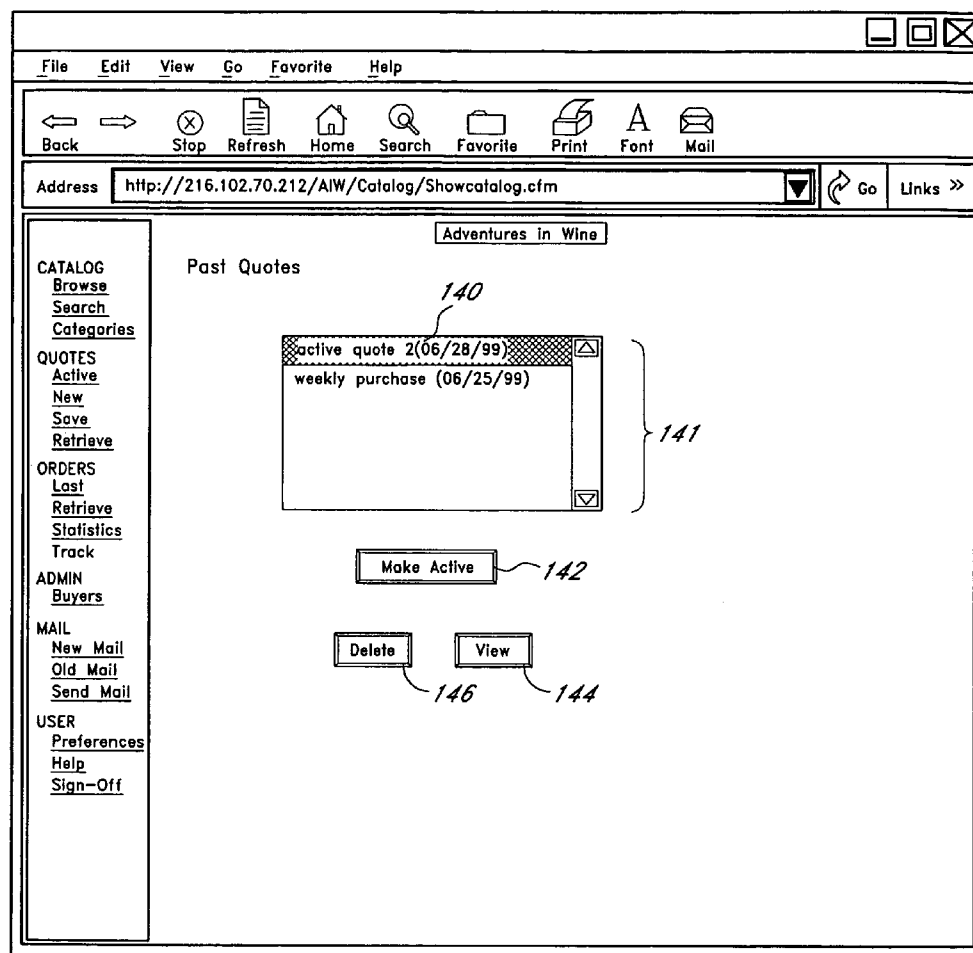 File Edit View Go Favorite Help
Back Stop Refresh Home Search Favorite Print Font Mail
Address http://216.102.70.212/AIW/Catalog/Showcatalog.cfm Go Links »
Adventures in Wine
CATALOG
Browse
Search
Categories
QUOTES
Active
New
Save
Retrieve
ORDERS
Last
Retrieve
Statistics
Track
ADMIN
Buyers
MAIL
New Mail
Old Mail
Send Mail
USER
Preferences
Help
Sign-Off
Past Quotes
140
active quote 2(06/28/99)
weekly purchase (06/25/99)
141
Make Active 142
Delete View
146 144